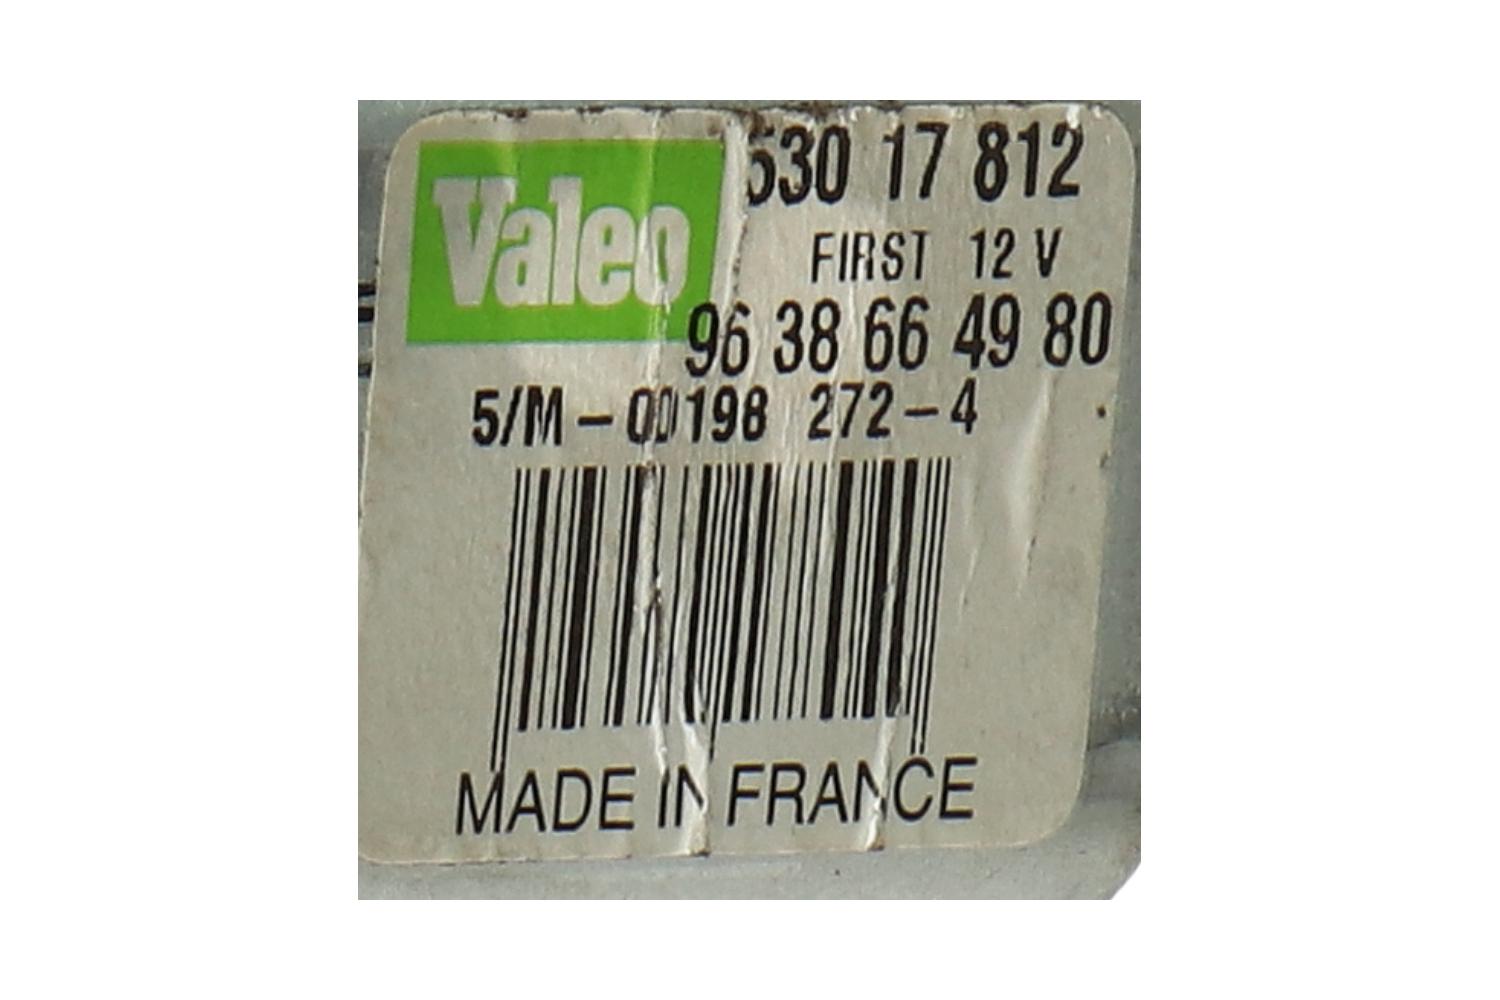 Valeo
530 17 812
FIRST 12 V
96 38 66 49 80
5/M-00198 272-4
MADE IN FRANCE